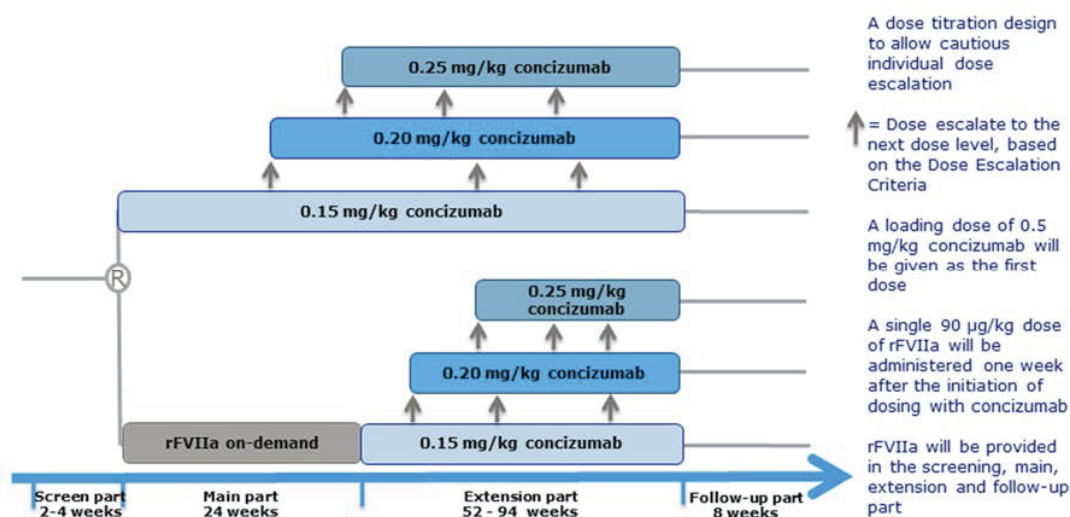 0.25 mg/kg concizumab
0.20 mg/kg concizumab
0.15 mg/kg concizumab
R
0.25 mg/kg
concizumab
0.20 mg/kg concizumab
rFVIIa on-demand
0.15 mg/kg concizumab
Screen part
2-4 weeks
Main part
24 weeks
Extension part
52 - 94 weeks
Follow-up part
8 weeks
A dose titration design
to allow cautious
individual dose
escalation
= Dose escalate to the
next dose level, based
on the Dose Escalation
Criteria
A loading dose of 0.5
mg/kg concizumab will
be given as the first
dose
A single 90 µg/kg dose
of rFVIIa will be
administered one week
after the initiation of
dosing with concizumab
rFVIIa will be provided
in the screening, main,
extension and follow-up
part